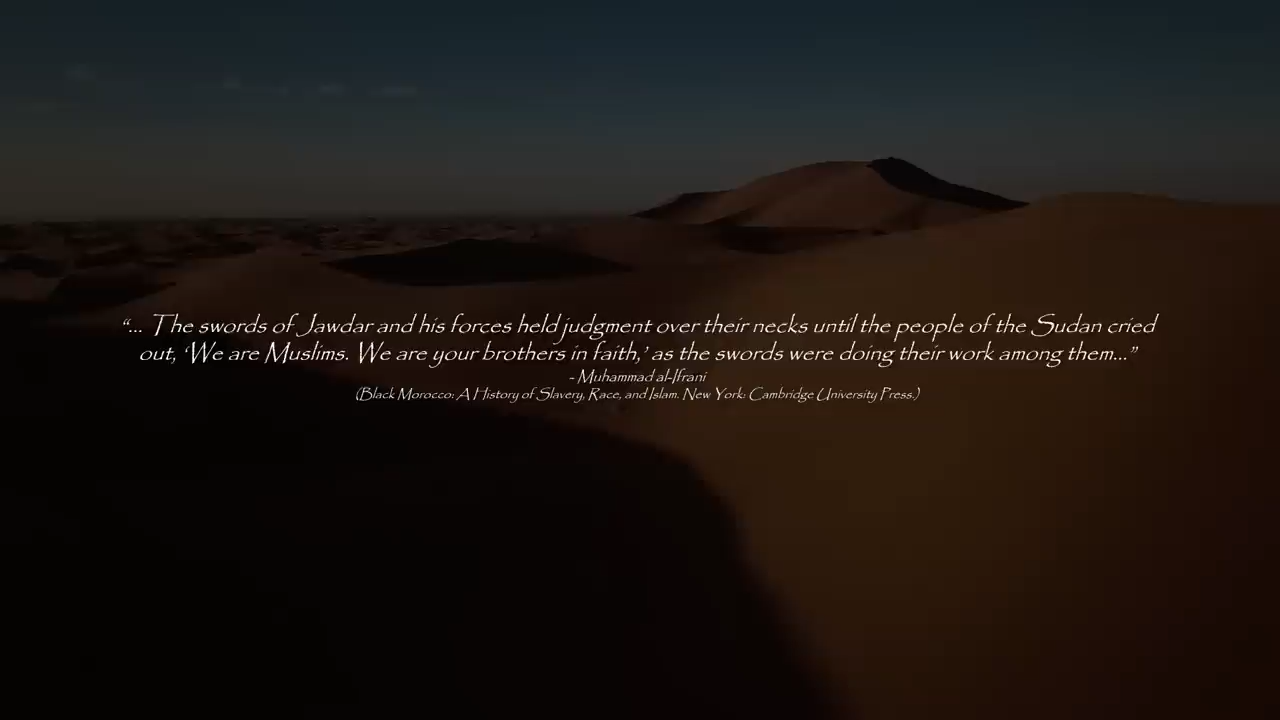 “... The swords of Jawdar and his forces held judgment over their necks until the people of the Sudan cried
out, ‘We are Muslims. We are your brothers in faith,’ as the swords were doing their work among them...”
- Muhammad al-Ifrani
(Black Morocco: A History of Slavery, Race, and Islam. New York: Cambridge University Press.)